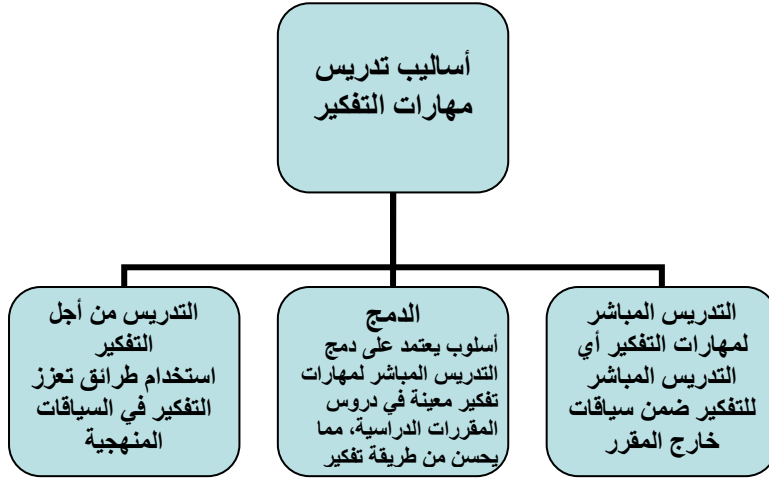 أساليب تدريس
مهارات التفكير
التدريس المباشر
لمهارات التفكير أي
التدريس المباشر
للتفكير ضمن سياقات
خارج المقرر
الدمج
أسلوب يعتمد على دمج
التدريس المباشر لمهارات
تفكير معينة في دروس
المقررات الدراسية، مما
يحسن من طريقة تفكير
التدريس من أجل
التفكير
استخدام طرائق تعزز
التفكير في السياقات
المنهجية